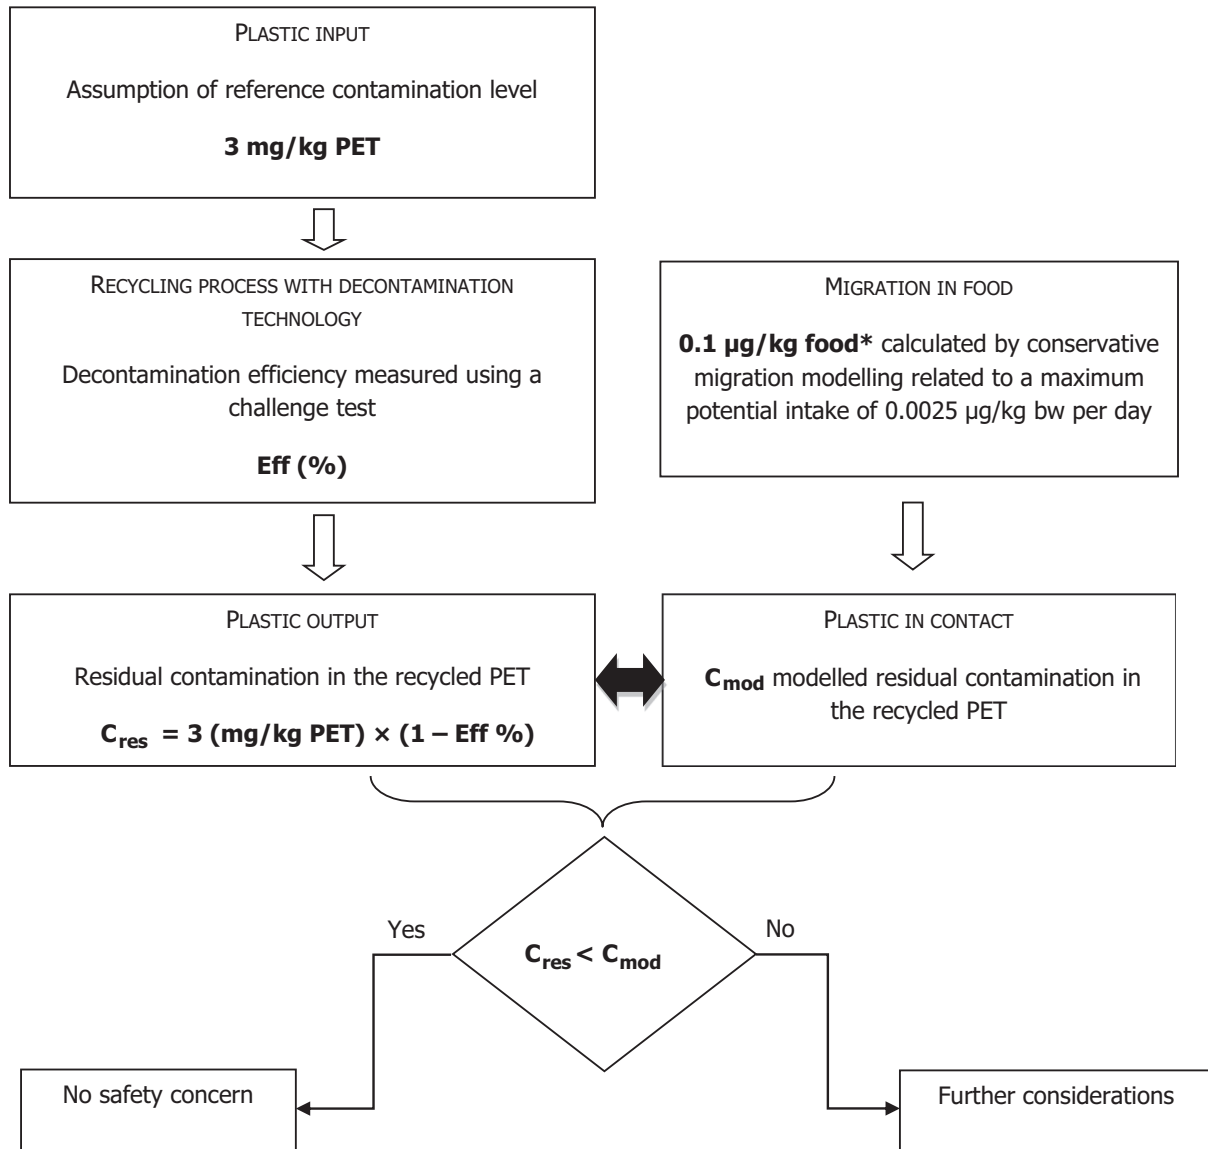 PLASTIC INPUT
Assumption of reference contamination level
3 mg/kg PET
RECYCLING PROCESS WITH DECONTAMINATION
TECHNOLOGY
Decontamination efficiency measured using a
challenge test
Eff (%)
MIGRATION IN FOOD
0.1 µg/kg food* calculated by conservative
migration modelling related to a maximum
potential intake of 0.0025 µg/kg bw per day
PLASTIC OUTPUT
Residual contamination in the recycled PET
Cres = 3 (mg/kg PET) × (1 – Eff %)
PLASTIC IN CONTACT
Cmod modelled residual contamination in
the recycled PET
Yes
No
Cres < Cmod
No safety concern
Further considerations